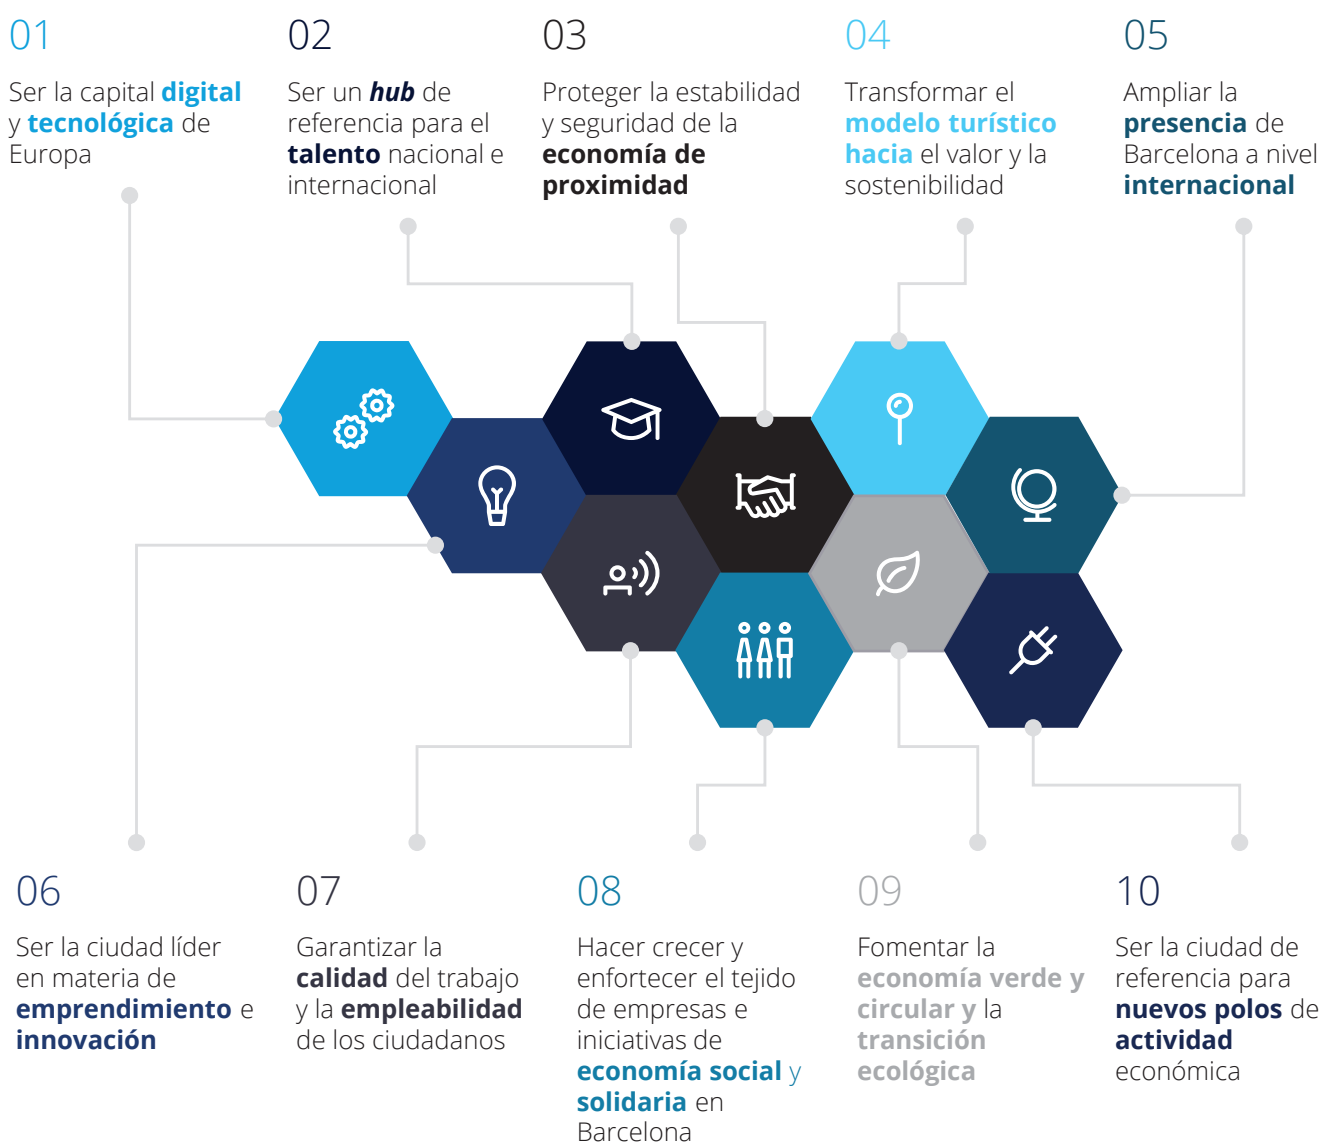 01
Ser la capital digital
y tecnológica de
Europa
02
Ser un hub de
referencia para el
talento nacional e
internacional
03
Proteger la estabilidad
y seguridad de la
economía de
proximidad
04
Transformar el
modelo turístico
hacia el valor y la
sostenibilidad
05
Ampliar la
presencia de
Barcelona a nivel
internacional
06
Ser la ciudad líder
en materia de
emprendimiento e
innovación
07
Garantizar la
calidad del trabajo
y la empleabilidad
de los ciudadanos
08
Hacer crecer y
enfortecer el tejido
de empresas e
iniciativas de
economía social y
solidaria en
Barcelona
09
Fomentar la
economía verde y
circular y la
transición
ecológica
10
Ser la ciudad de
referencia para
nuevos polos de
actividad
económica